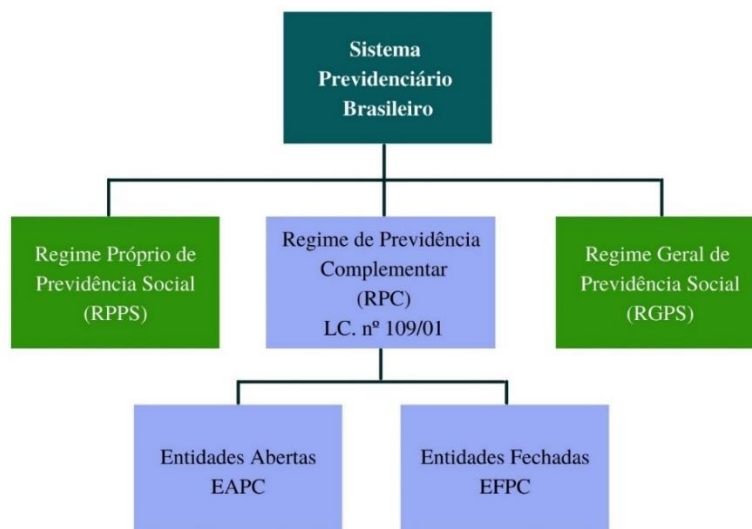 Sistema
Previdenciário
Brasileiro
Regime Próprio de
Previdência Social
(RPPS)
Regime de Previdência
Complementar
(RPC)
LC. nº 109/01
Regime Geral de
Previdência Social
(RGPS)
Entidades Abertas
EAPC
Entidades Fechadas
EFPC